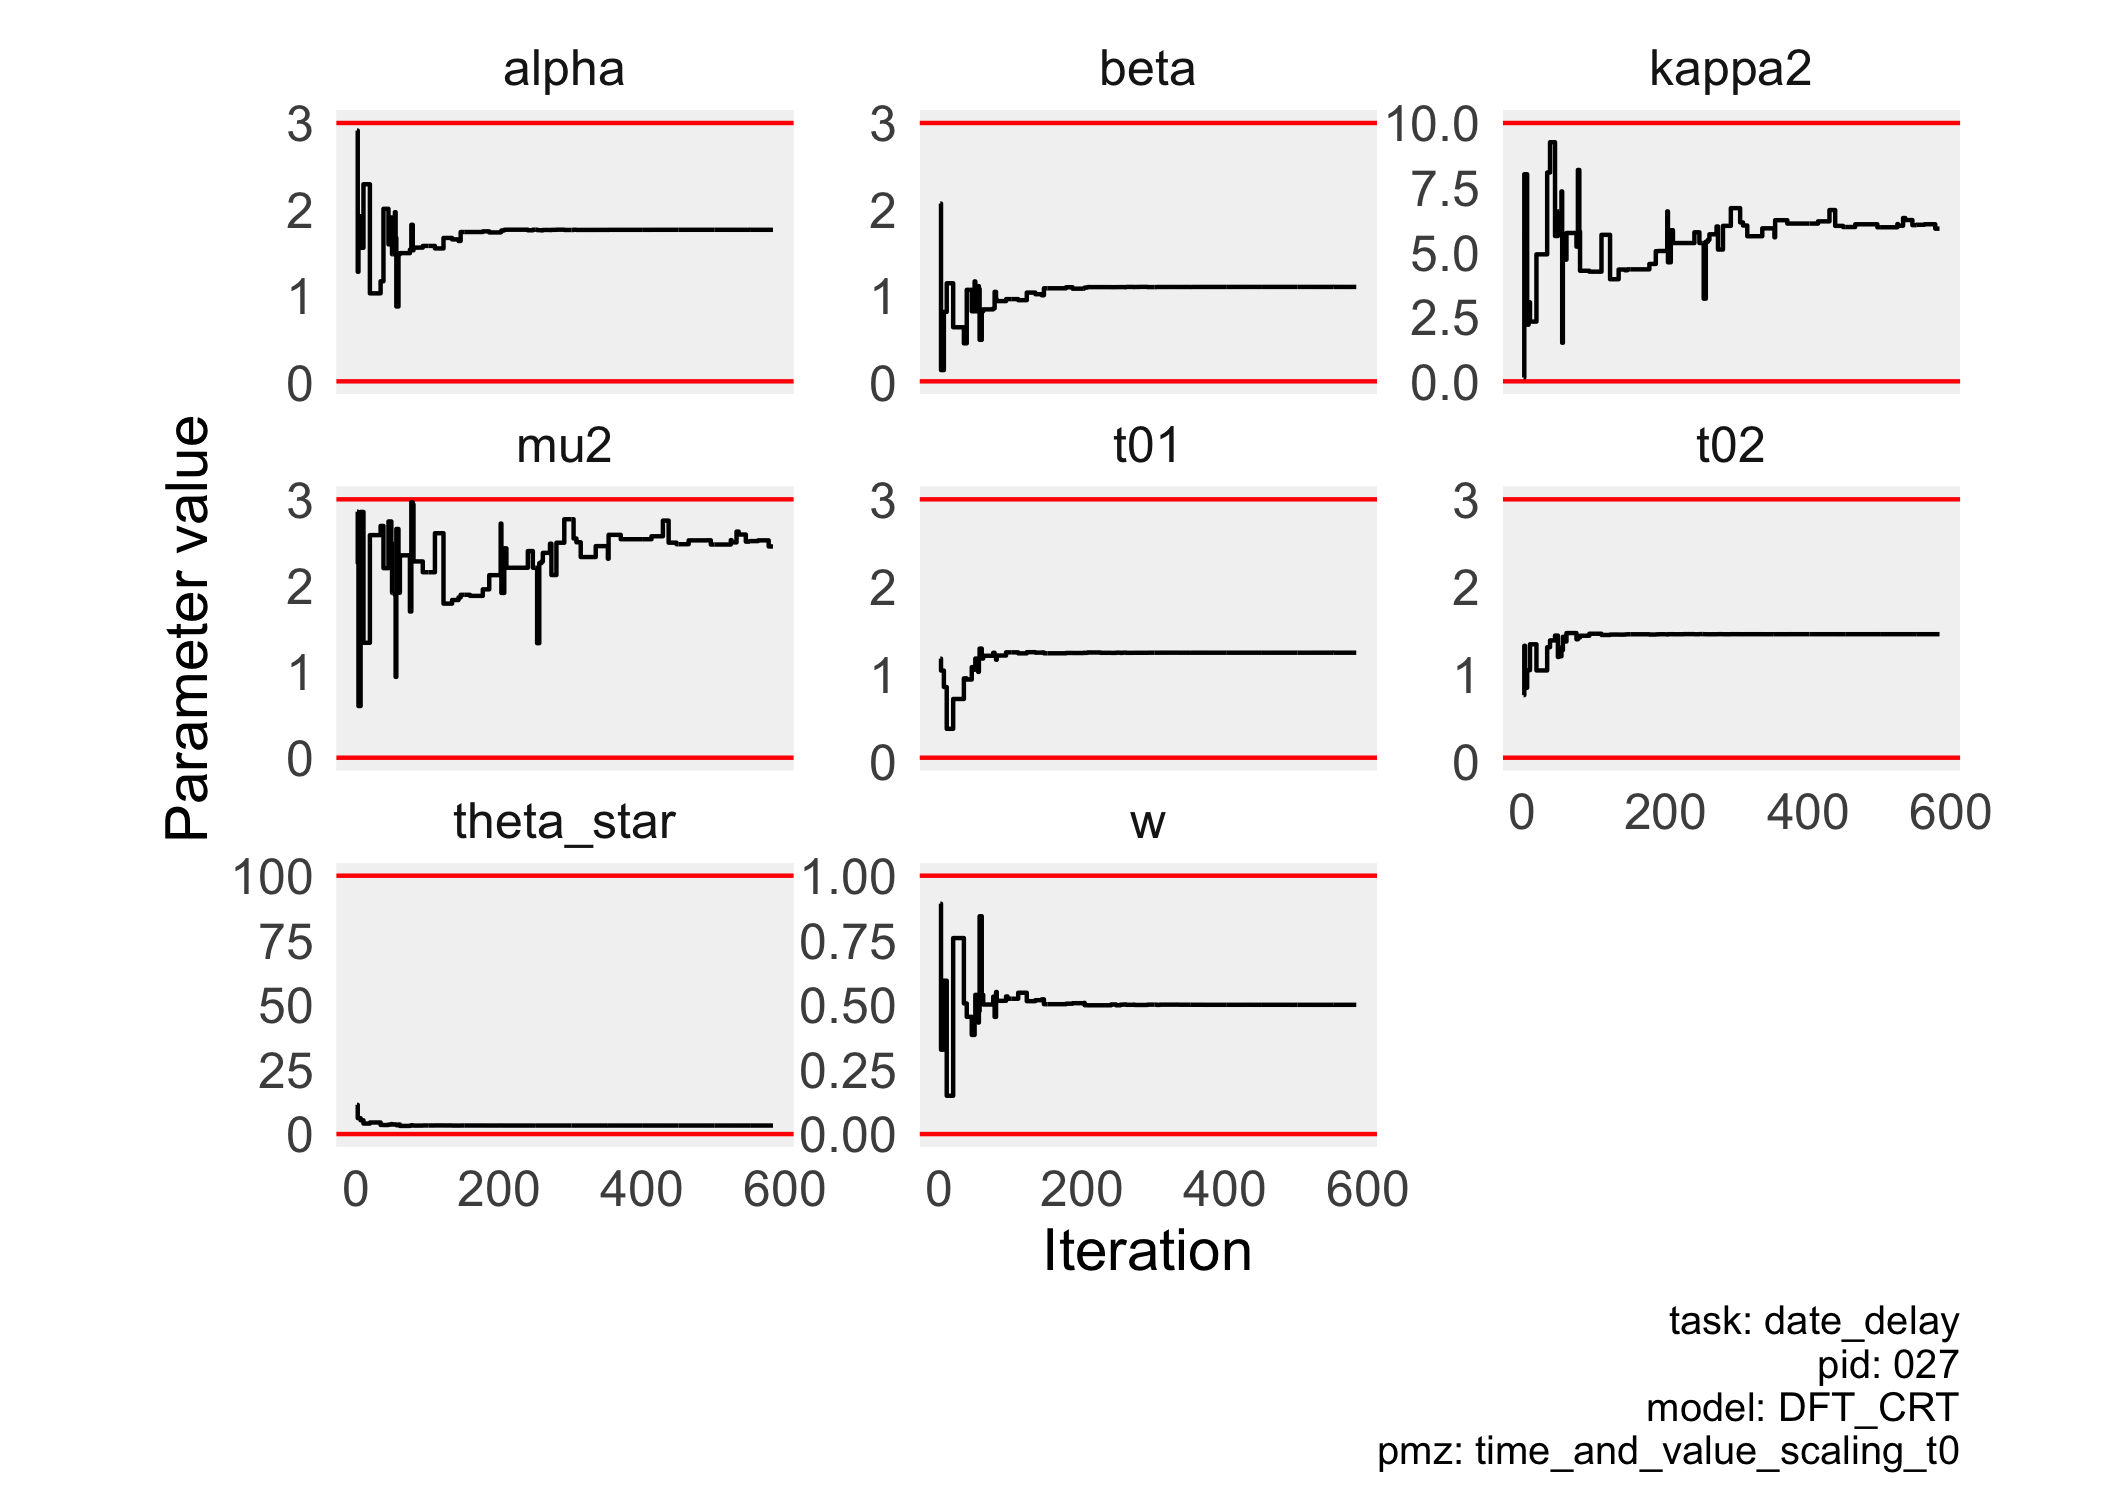 alpha
beta
kappa2
3
2
1
0
3
2
1
0
10.0
7.5
5.0
2.5
0.0
mu2
t01
t02
3
2
1
0
3
2
1
0
3
2
1
0
0 200 400 600
theta_star
w
100
75
50
25
0
1.00
0.75
0.50
0.25
0.00
0 200 400 600
0 200 400 600
Parameter value
Iteration
task: date_delay
pid: 027
model: DFT_CRT
pmz: time_and_value_scaling_t0